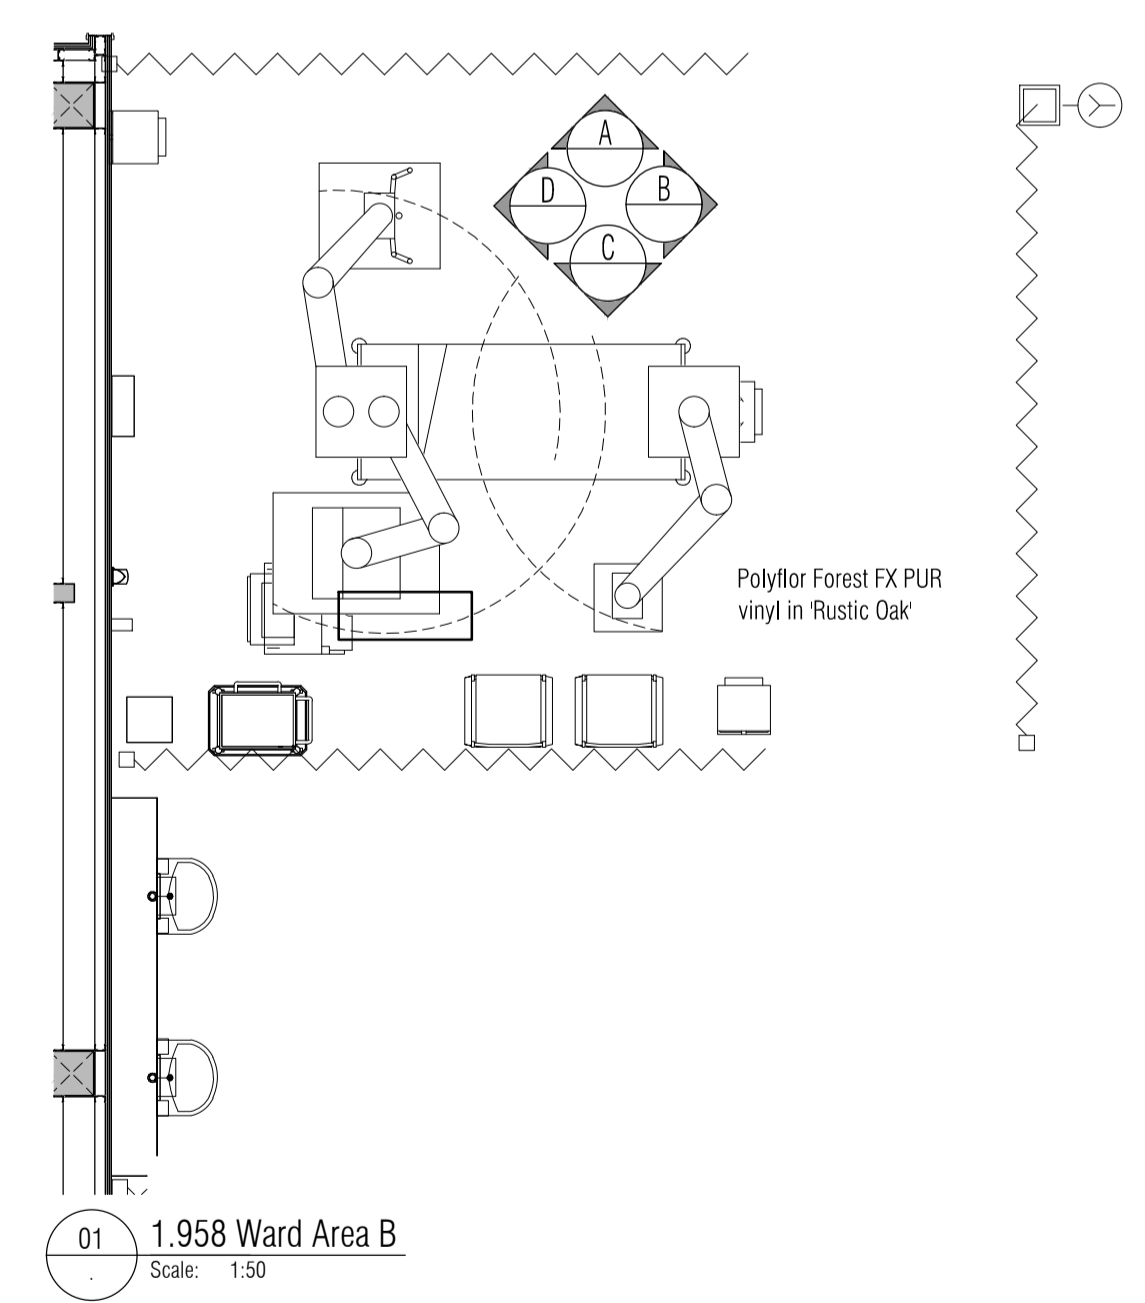 A
D
B
C
Polyflor Forest FX PUR
vinyl in 'Rustic Oak'
01
1.958 Ward Area B
.
Scale: 1:50